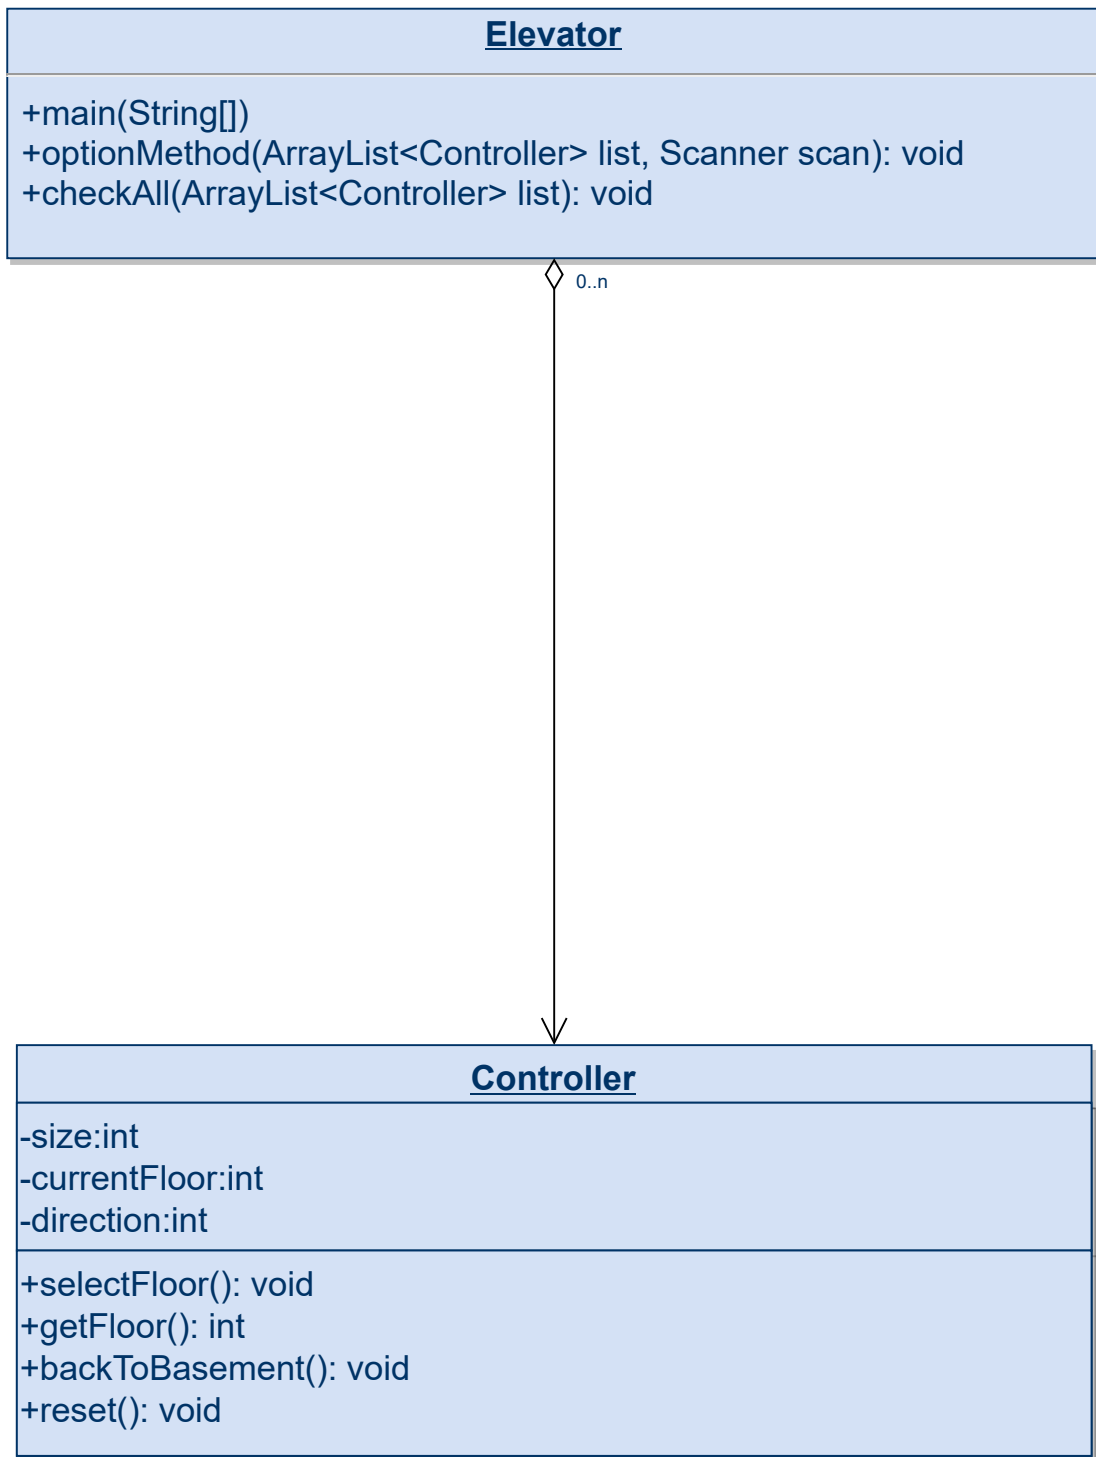 Elevator
+main(String[])
+optionMethod(ArrayList<Controller> list, Scanner scan): void
+checkAll(ArrayList<Controller> list): void
0..n
Controller
-size:int
-currentFloor:int
-direction:int
+selectFloor(): void
+getFloor(): int
+backToBasement(): void
+reset(): void